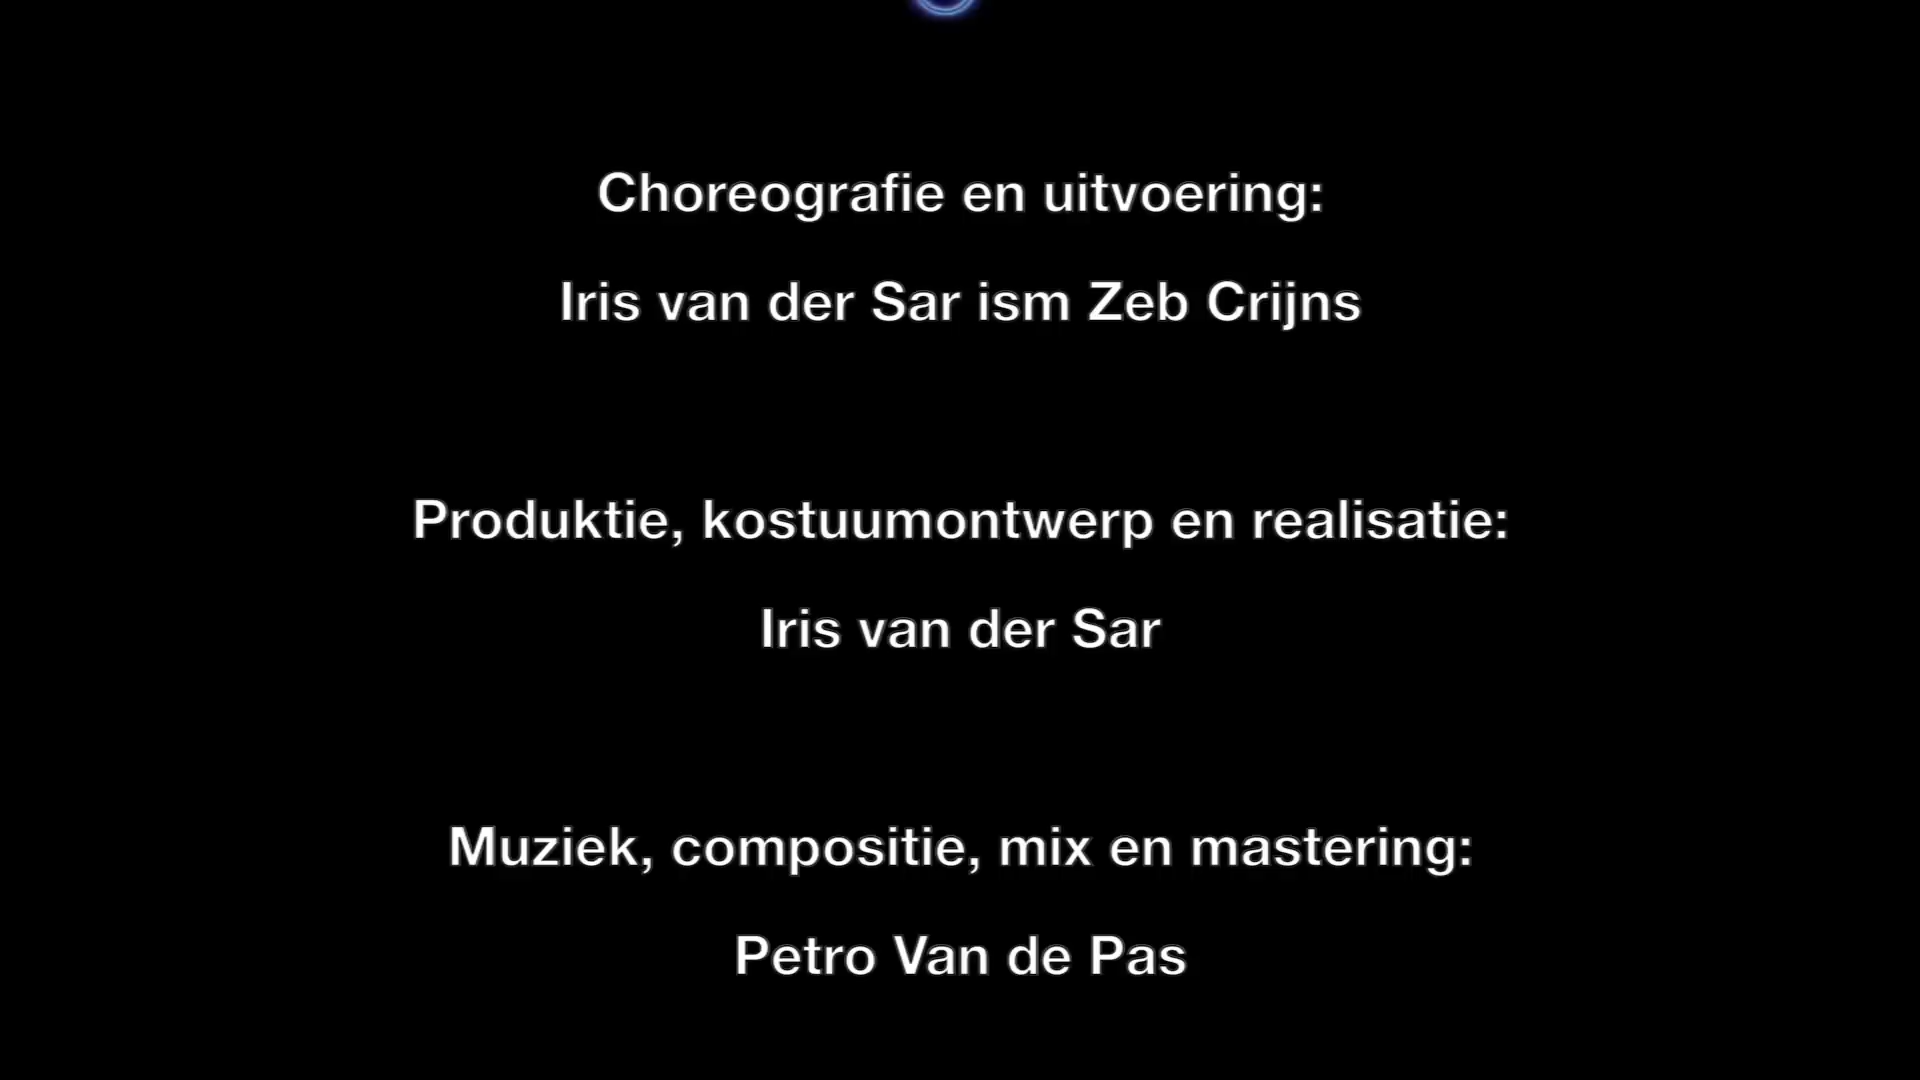 Choreografie en uitvoering:
Iris van der Sar ism Zeb Crijns
Produktie, kostuumontwerp en realisatie:
Iris van der Sar
Muziek, compositie, mix en mastering:
Petro Van de Pas